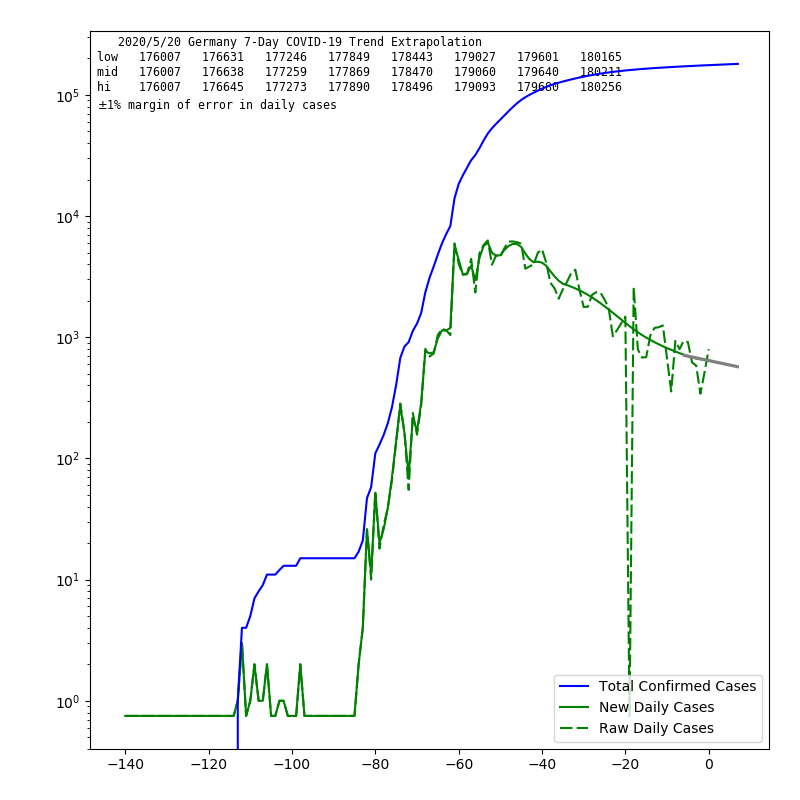 2020/5/20 Germany 7-Day COVID-19 Trend Extrapolation
low 176007 176631 177246 177849 178443 179027 179601 180165
mid 176007 176638 177259 177869 178470 179060 179640 180211
hi 176007 176645 177273 177890 178496 179093 179680 180256
±1% margin of error in daily cases
10⁵
10⁴
10³
10²
10¹
10⁰
Total Confirmed Cases
New Daily Cases
Raw Daily Cases
−140 −120 −100 −80 −60 −40 −20 0